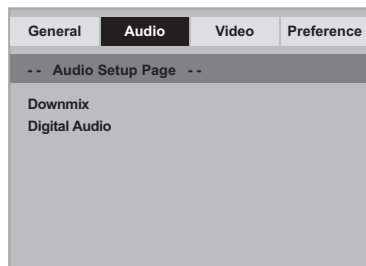 General Audio Video Preference
- - Audio Setup Page - -
Downmix
Digital Audio